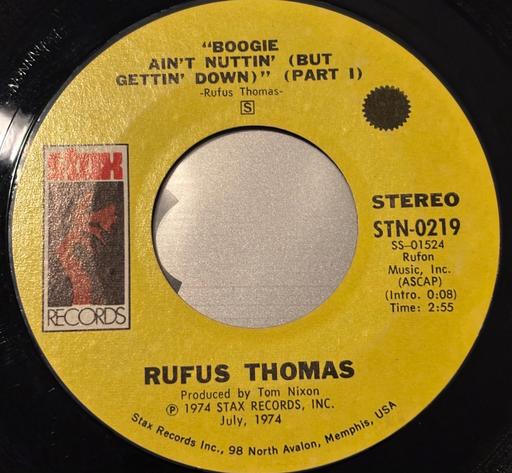 "BOOGIE
AIN'T NUTTIN' (BUT
GETTIN' DOWN)" (PART I)
-Rufus Thomas-
S
stax
RECORDS
STEREO
STN-0219
SS-01524
Rufon
Music, Inc.
(ASCAP)
(Intro. 0:08)
Time: 2:55
RUFUS THOMAS
Produced by Tom Nixon
Ⓟ 1974 STAX RECORDS, INC.
July, 1974
Stax Records Inc., 98 North Avalon, Memphis, USA